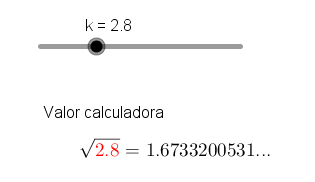 k = 2.8
Valor calculadora
√2.8 = 1.6733200531...